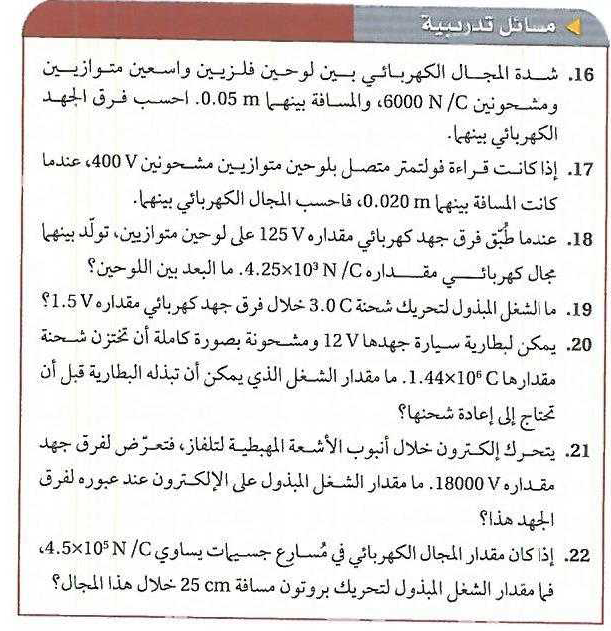 مسائل تدريبية
16. شدة المجال الكهربائي بين لوحين فلزيين واسعين متوازيين
ومشحونين 6000 N/C، والمسافة بينهما 0.05 m. احسب فرق الجهد
الكهربائي بينهما.
17. إذا كانت قراءة فولتمتر متصل بلوحين متوازيين مشحونين 400 V، عندما
كانت المسافة بينهما 0.020 m، فاحسب المجال الكهربائي بينهما.
18. عندما طُبّق فرق جهد كهربائي مقداره 125 V على لوحين متوازيين، تولّد بينهما
مجال كهربائي مقداره 4.25×10³ N/C. ما البعد بين اللوحين؟
19. ما الشغل المبذول لتحريك شحنة 3.0 C خلال فرق جهد كهربائي مقداره 1.5 V؟
20. يمكن لبطارية سيارة جهدها 12 V ومشحونة بصورة كاملة أن تختزن شحنة
مقدارها 1.44×10⁶ C. ما مقدار الشغل الذي يمكن أن تبذله البطارية قبل أن
تحتاج إلى إعادة شحنها؟
21. يتحرك إلكترون خلال أنبوب الأشعة المهبطية لتلفاز، فتعرّض لفرق جهد
مقداره 18000 V. ما مقدار الشغل المبذول على الإلكترون عند عبوره لفرق
الجهد هذا؟
22. إذا كان مقدار المجال الكهربائي في مُسارع جسيمات يساوي 4.5×10⁵ N/C،
فما مقدار الشغل المبذول لتحريك بروتون مسافة 25 cm خلال هذا المجال؟